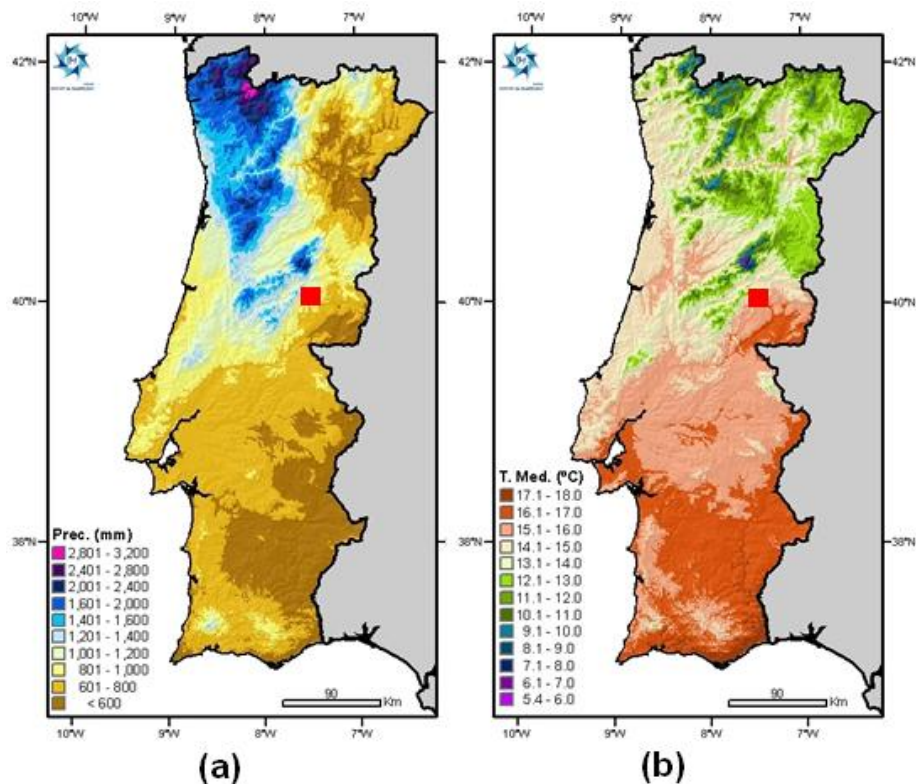 10°W 9°W 8°W 7°W
10°W 9°W 8°W 7°W
42°N
42°N
40°N
40°N
38°N
38°N
Prec. (mm)
2,801 - 3,200
2,401 - 2,800
2,001 - 2,400
1,601 - 2,000
1,401 - 1,600
1,201 - 1,400
1,001 - 1,200
801 - 1,000
601 - 800
< 600
90
Km
T. Med. (ºC)
17.1 - 18.0
16.1 - 17.0
15.1 - 16.0
14.1 - 15.0
13.1 - 14.0
12.1 - 13.0
11.1 - 12.0
10.1 - 11.0
9.1 - 10.0
8.1 - 9.0
7.1 - 8.0
6.1 - 7.0
5.4 - 6.0
90
Km
10°W 9°W 8°W 7°W
10°W 9°W 8°W 7°W
(a)
(b)